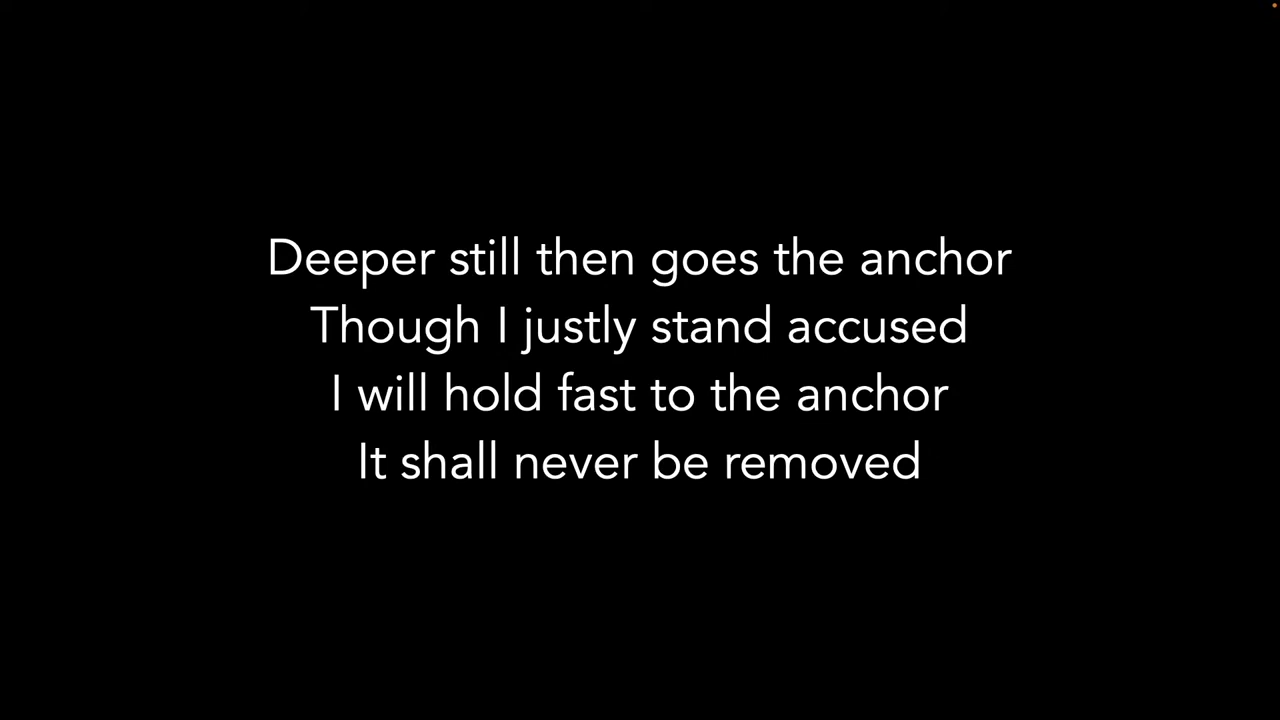 Deeper still then goes the anchor
Though I justly stand accused
I will hold fast to the anchor
It shall never be removed